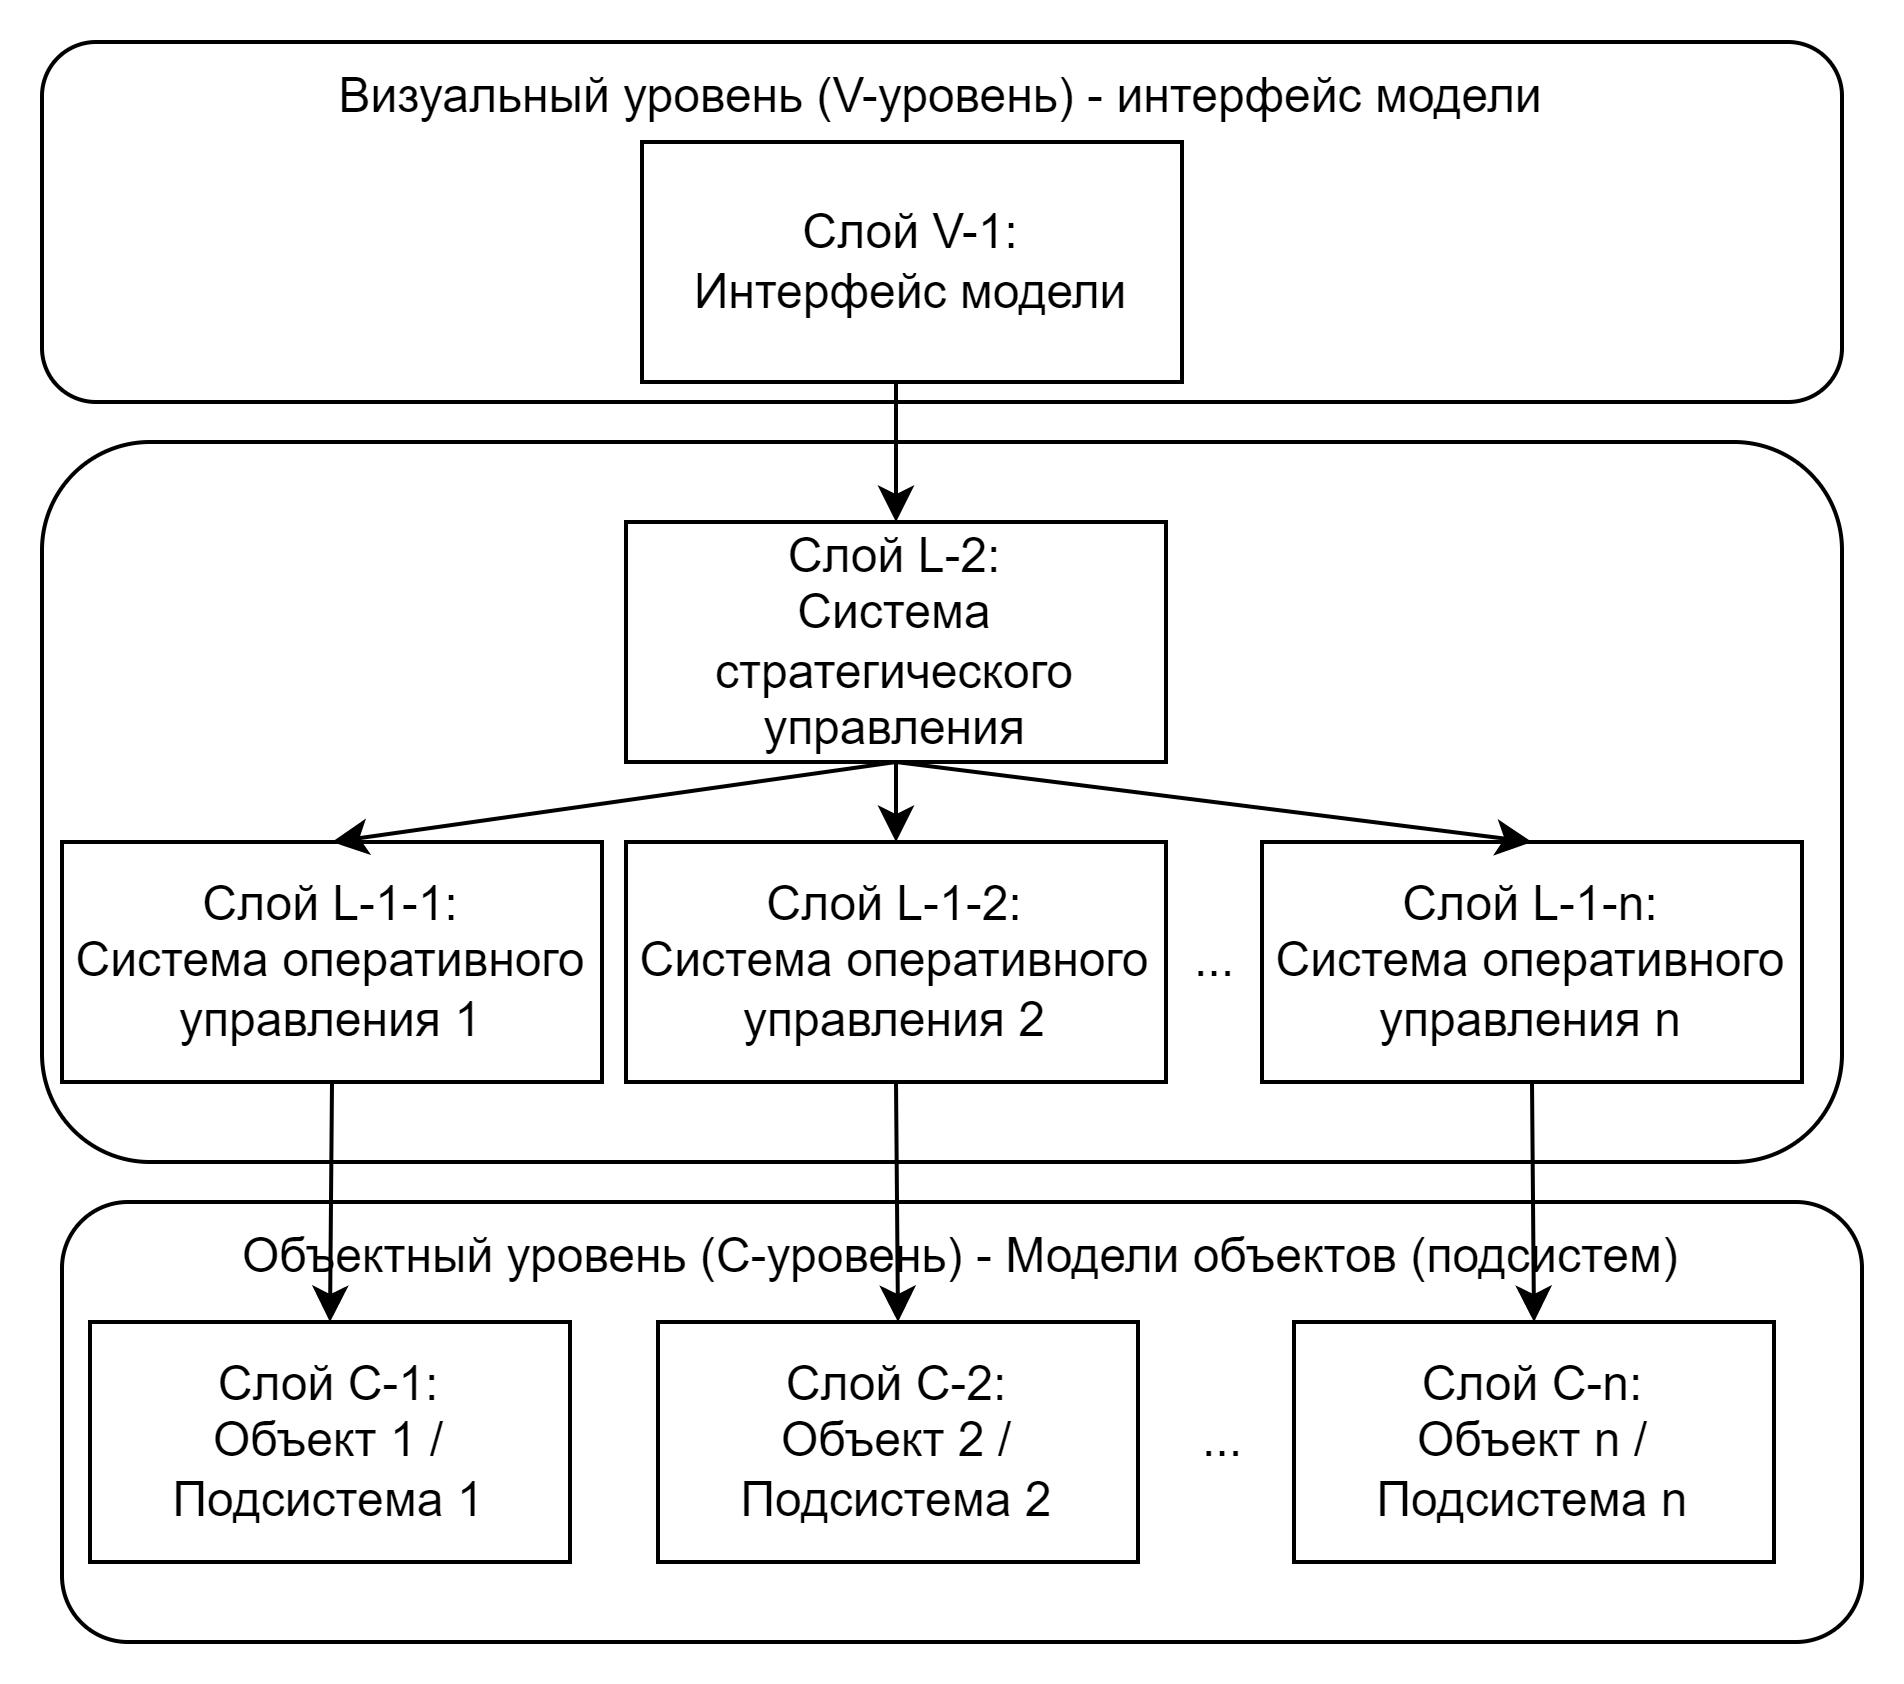 Визуальный уровень (V-уровень) - интерфейс модели
Слой V-1:
Интерфейс модели
Слой L-2:
Система
стратегического
управления
Слой L-1-1:
Система оперативного
управления 1
Слой L-1-2:
Система оперативного
управления 2
...
Слой L-1-n:
Система оперативного
управления n
Объектный уровень (С-уровень) - Модели объектов (подсистем)
Слой С-1:
Объект 1 /
Подсистема 1
Слой С-2:
Объект 2 /
Подсистема 2
...
Слой С-n:
Объект n /
Подсистема n